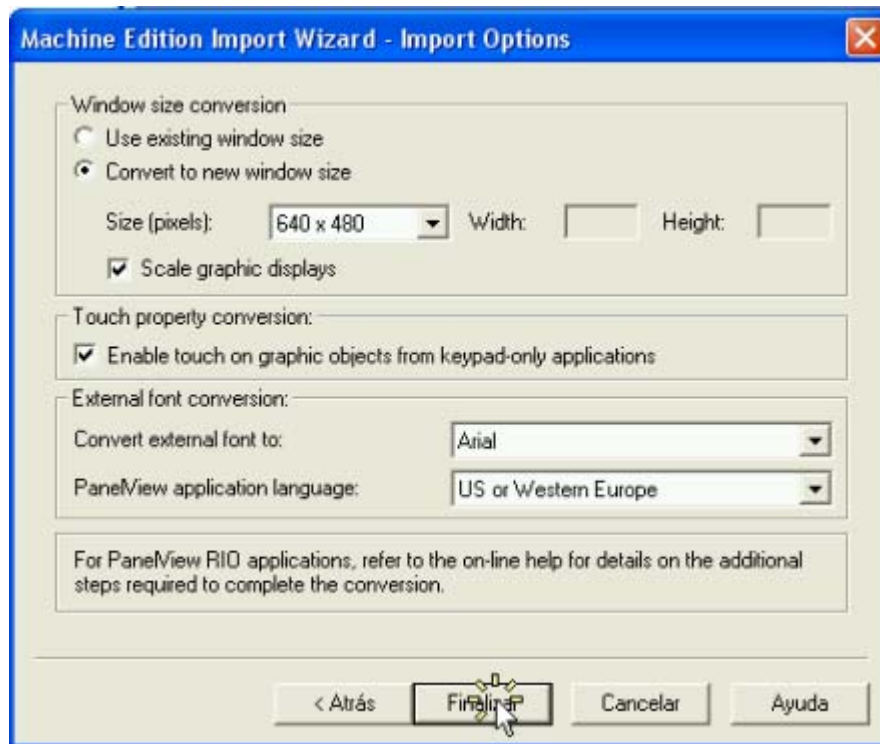 Machine Edition Import Wizard - Import Options
Window size conversion
Use existing window size
Convert to new window size
Size (pixels): 640 x 480 Width: Height:
Scale graphic displays
Touch property conversion:
Enable touch on graphic objects from keypad-only applications
External font conversion:
Convert external font to: Arial
PanelView application language: US or Western Europe
For PanelView RIO applications, refer to the on-line help for details on the additional
steps required to complete the conversion.
< Atrás Finalizar Cancelar Ayuda